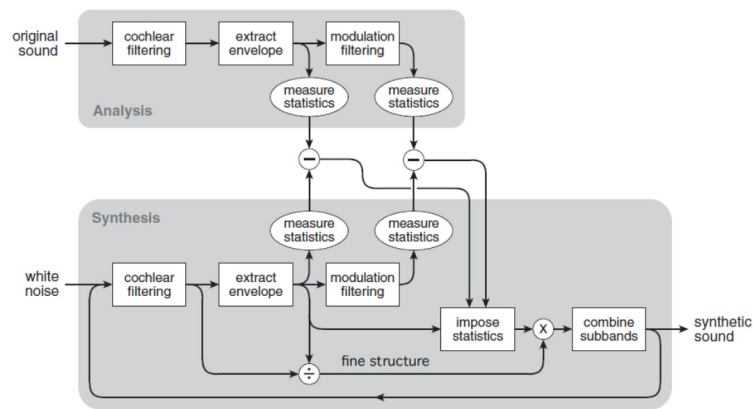 original
sound
cochlear
filtering
extract
envelope
modulation
filtering
measure
statistics
measure
statistics
Analysis
−
−
Synthesis
measure
statistics
measure
statistics
white
noise
cochlear
filtering
extract
envelope
modulation
filtering
impose
statistics
X
combine
subbands
synthetic
sound
fine structure
÷